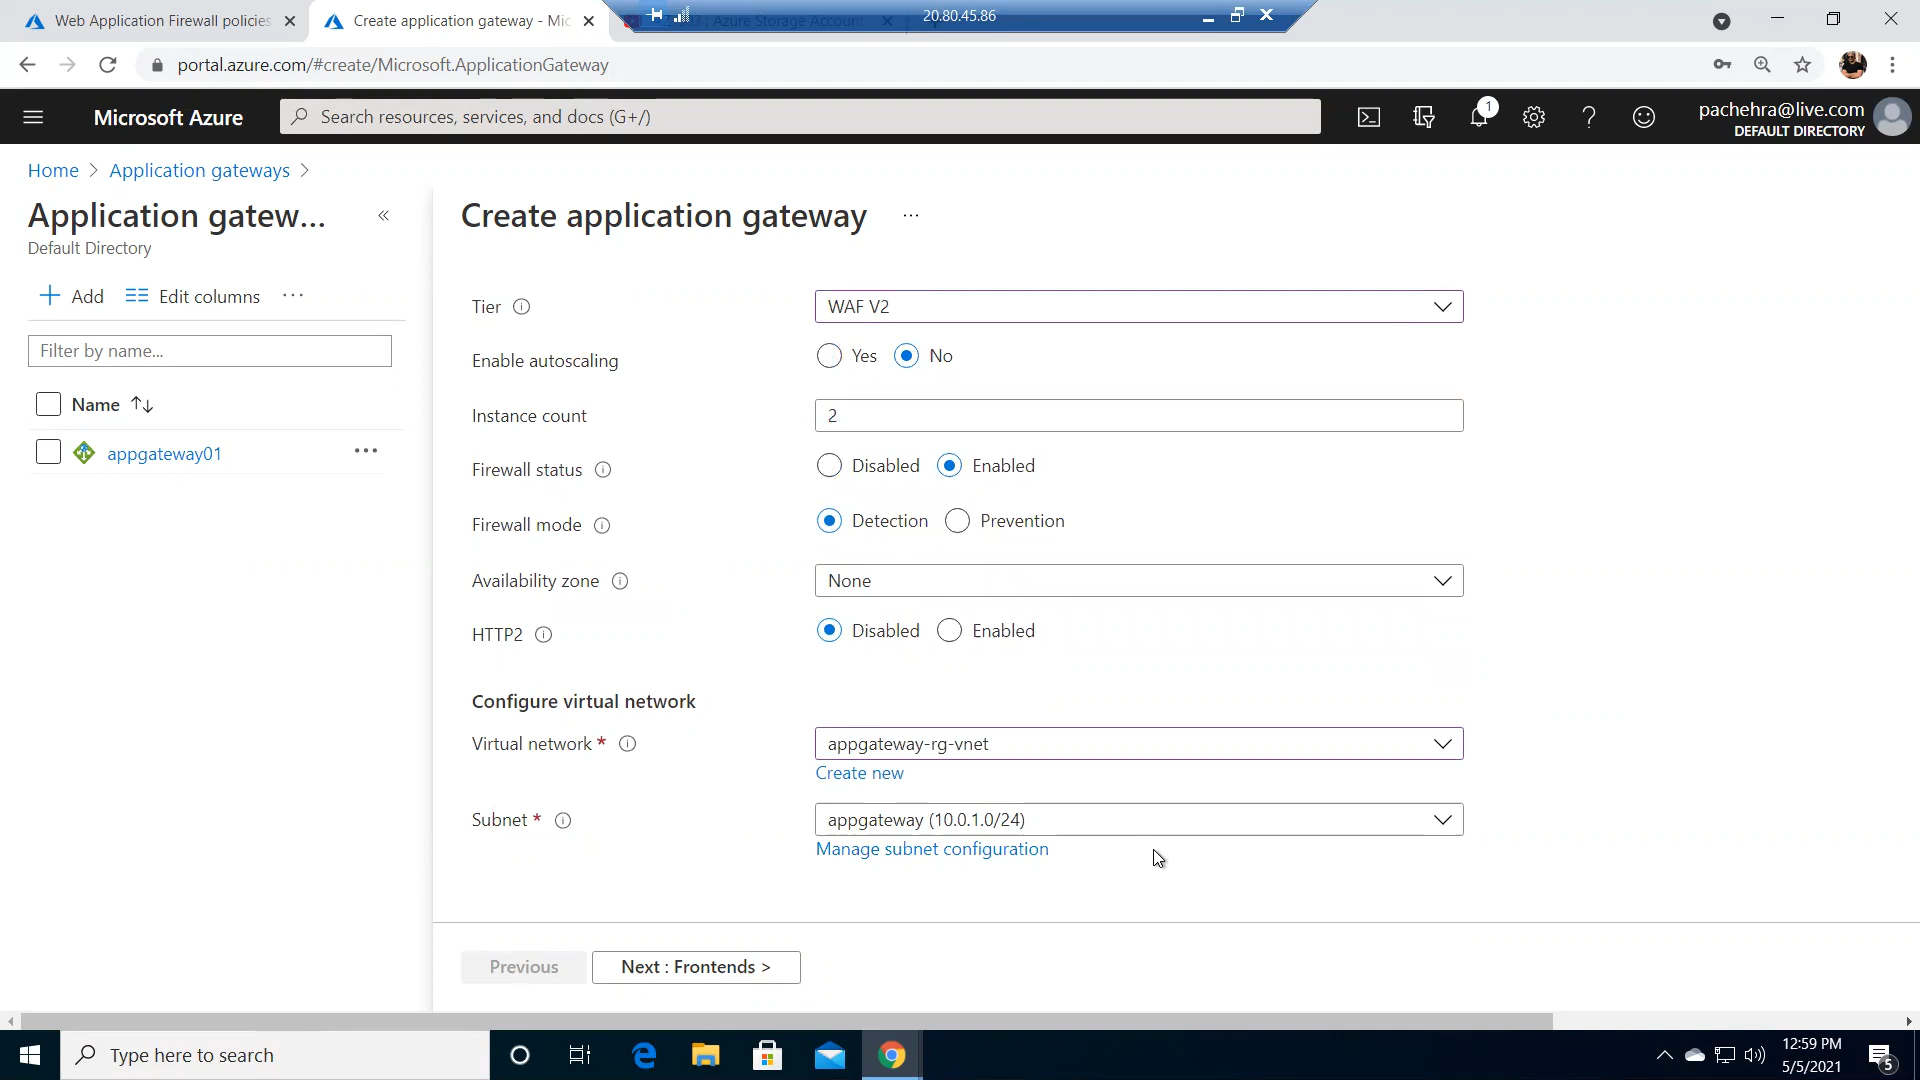 Web Application Firewall policies
Create application gateway - Mic
Azure Storage Account
20.80.45.86
portal.azure.com/#create/Microsoft.ApplicationGateway
Microsoft Azure
Search resources, services, and docs (G+/)
1
pachehra@live.com
DEFAULT DIRECTORY
Home > Application gateways >
Application gatew...
«
Default Directory
Create application gateway
...
+ Add
Edit columns
...
Filter by name...
Name ↑↓
appgateway01
...
Tier
WAF V2
Enable autoscaling
Yes
No
Instance count
2
Firewall status
Disabled
Enabled
Firewall mode
Detection
Prevention
Availability zone
None
HTTP2
Disabled
Enabled
Configure virtual network
Virtual network *
appgateway-rg-vnet
Create new
Subnet *
appgateway (10.0.1.0/24)
Manage subnet configuration
Previous
Next : Frontends >
Type here to search
12:59 PM
5/5/2021
5